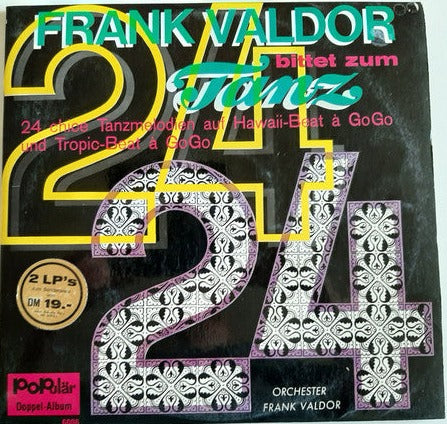 FRANK VALDOR
24
bittet zum
Tanz
24 chice Tanzmelodien auf Hawaii-Beat à GoGo
und Tropic-Beat à GoGo
24
2 LP's
DM 19.-
POPulär
Doppel-Album
ORCHESTER
FRANK VALDOR